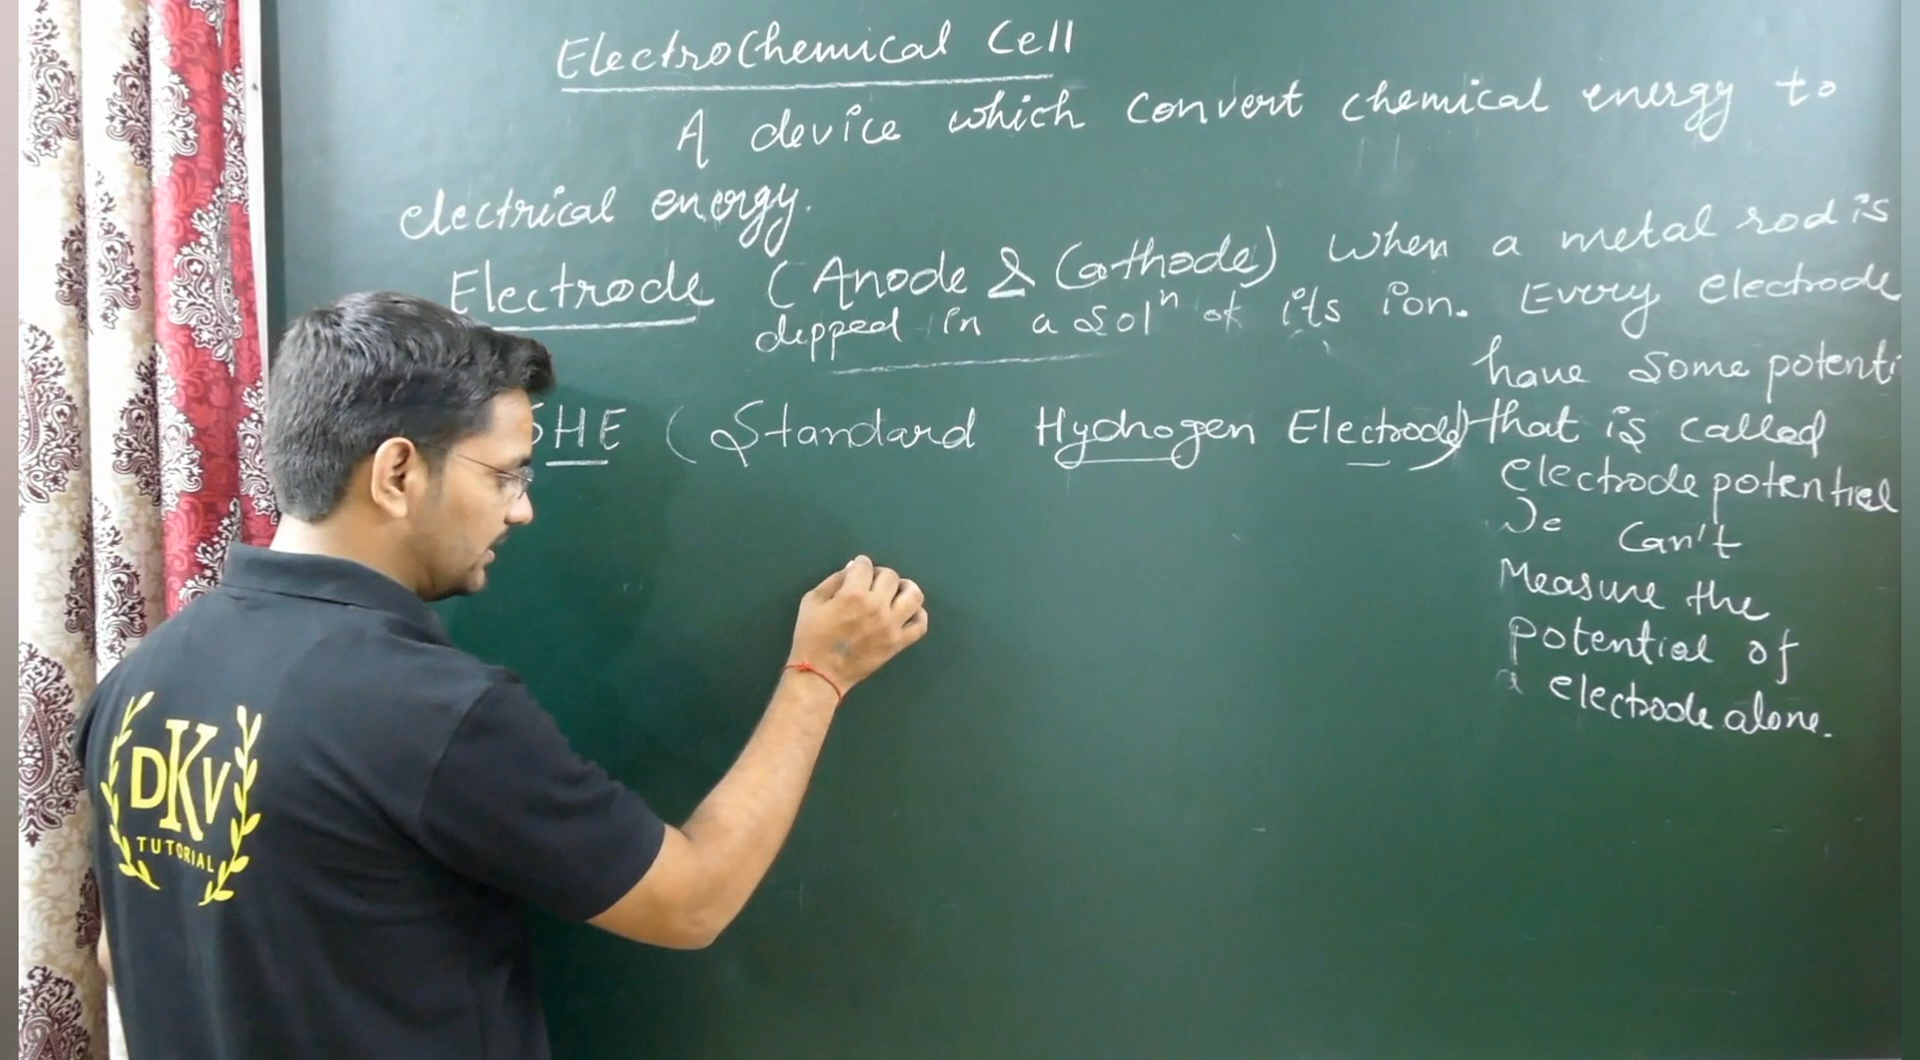 Electrochemical Cell
A device which convert chemical energy to
electrical energy.
Electrode (Anode & Cathode) When a metal rod is
dipped in a Solⁿ of its ion. Every electrode
have some potenti
SHE (Standard Hydrogen Electrode) that is called
electrode potential
Can't
Measure the
potential of
a electrode alone.
DKV
TUTORIAL